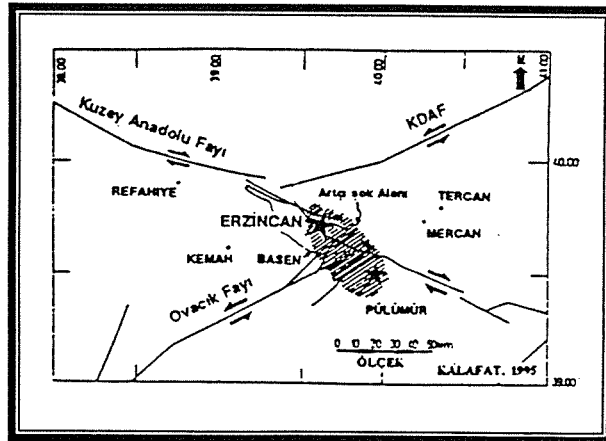 38.00
39.00
40.00
41.00
Kuzey Anadolu Fayı
KDAF
40.00
REFAHİYE
Artçı şok Alanı
TERCAN
ERZİNCAN
MERCAN
KEMAH
BASEN
Ovacık Fayı
PÜLÜMÜR
ÖLÇEK
KALAFAT, 1995
39.00